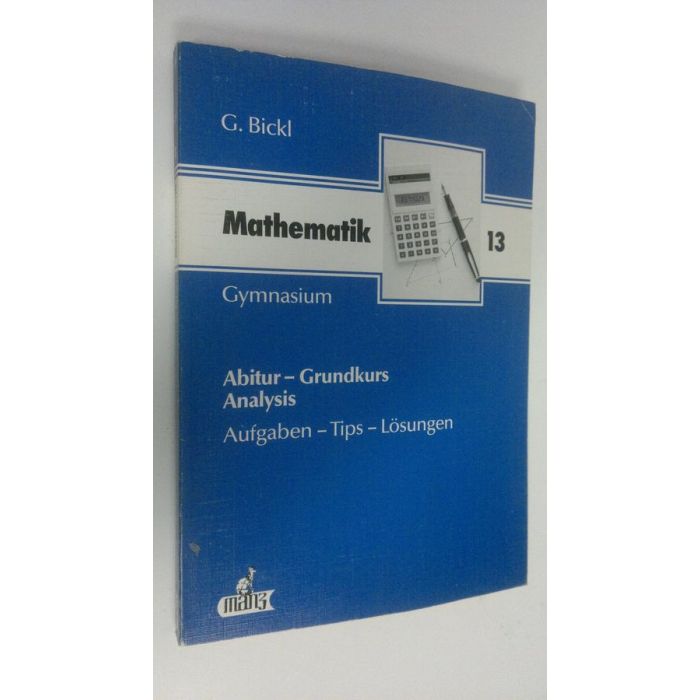 G. Bickl
Mathematik
13
Gymnasium
Abitur – Grundkurs
Analysis
Aufgaben – Tips – Lösungen
manz